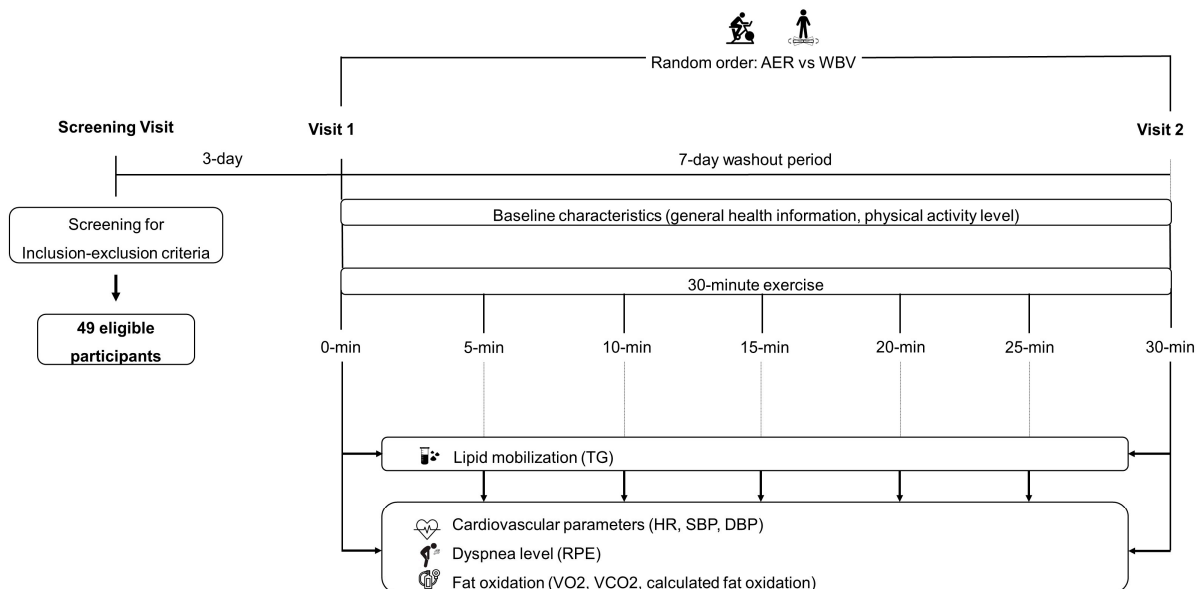 Random order: AER vs WBV
Screening Visit
Visit 1
Visit 2
3-day
7-day washout period
Screening for
Inclusion-exclusion criteria
Baseline characteristics (general health information, physical activity level)
30-minute exercise
49 eligible
participants
0-min
5-min
10-min
15-min
20-min
25-min
30-min
Lipid mobilization (TG)
Cardiovascular parameters (HR, SBP, DBP)
Dyspnea level (RPE)
Fat oxidation (VO2, VCO2, calculated fat oxidation)